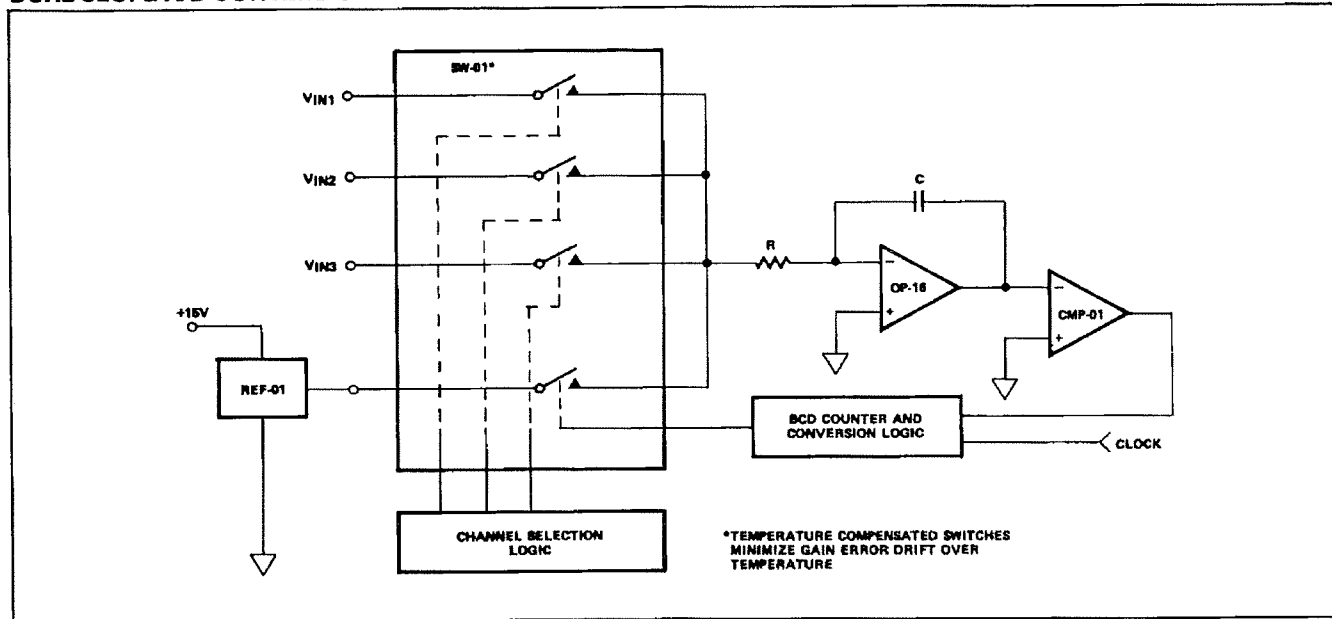 SW-01*
VIN1
VIN2
VIN3
+15V
REF-01
R
C
−
OP-16
+
−
CMP-01
+
BCD COUNTER AND
CONVERSION LOGIC
CLOCK
CHANNEL SELECTION
LOGIC
*TEMPERATURE COMPENSATED SWITCHES
MINIMIZE GAIN ERROR DRIFT OVER
TEMPERATURE